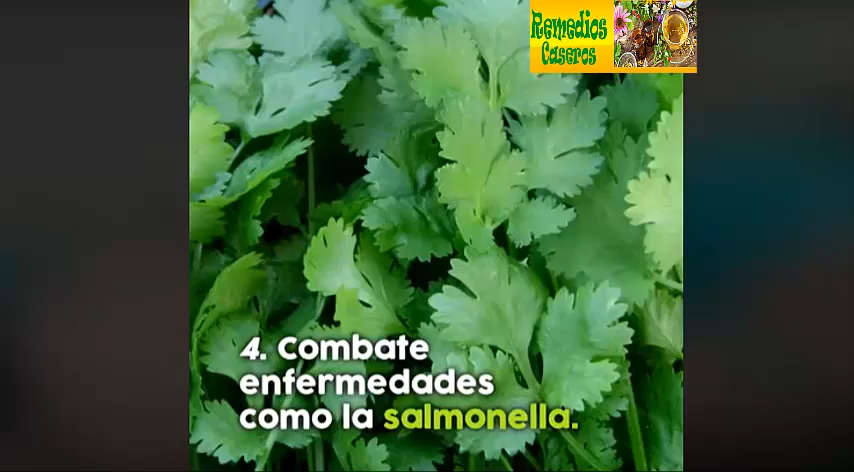 Remedios
Caseros
4. Combate
enfermedades
como la salmonella.